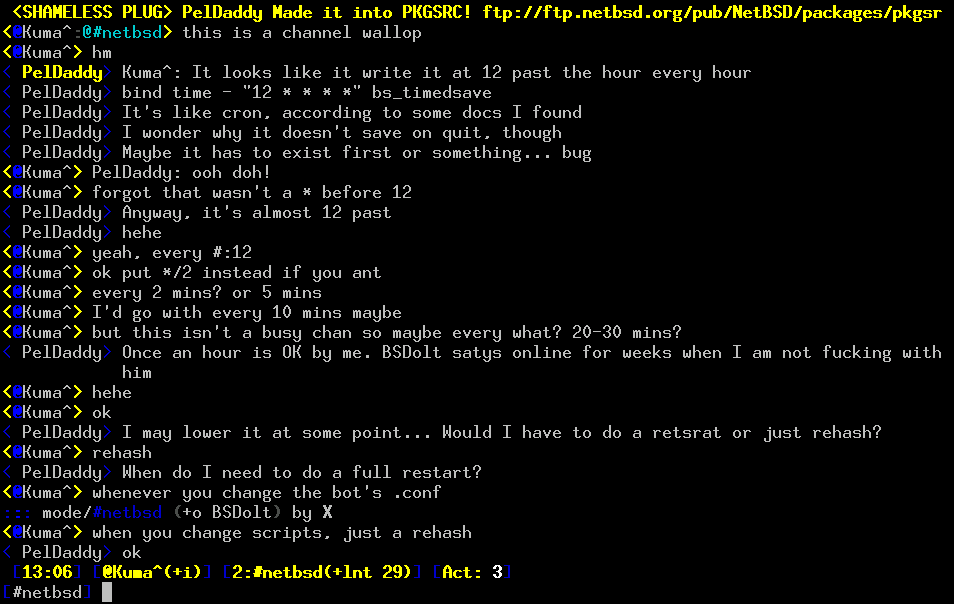 <SHAMELESS PLUG> PelDaddy Made it into PKGSRC! ftp://ftp.netbsd.org/pub/NetBSD/packages/pkgsr
<@Kuma^:@#netbsd> this is a channel wallop
<@Kuma^> hm
< PelDaddy> Kuma^: It looks like it write it at 12 past the hour every hour
< PelDaddy> bind time - "12 * * * *" bs_timedsave
< PelDaddy> It's like cron, according to some docs I found
< PelDaddy> I wonder why it doesn't save on quit, though
< PelDaddy> Maybe it has to exist first or something... bug
<@Kuma^> PelDaddy: ooh doh!
<@Kuma^> forgot that wasn't a * before 12
< PelDaddy> Anyway, it's almost 12 past
< PelDaddy> hehe
<@Kuma^> yeah, every #:12
<@Kuma^> ok put */2 instead if you ant
<@Kuma^> every 2 mins? or 5 mins
<@Kuma^> I'd go with every 10 mins maybe
<@Kuma^> but this isn't a busy chan so maybe every what? 20-30 mins?
< PelDaddy> Once an hour is OK by me. BSDolt satys online for weeks when I am not fucking with
him
<@Kuma^> hehe
<@Kuma^> ok
< PelDaddy> I may lower it at some point... Would I have to do a retsrat or just rehash?
<@Kuma^> rehash
< PelDaddy> When do I need to do a full restart?
<@Kuma^> whenever you change the bot's .conf
::: mode/#netbsd (+o BSDolt) by X
<@Kuma^> when you change scripts, just a rehash
< PelDaddy> ok
[13:06] [@Kuma^(+i)] [2:#netbsd(+lnt 29)] [Act: 3]
[#netbsd]